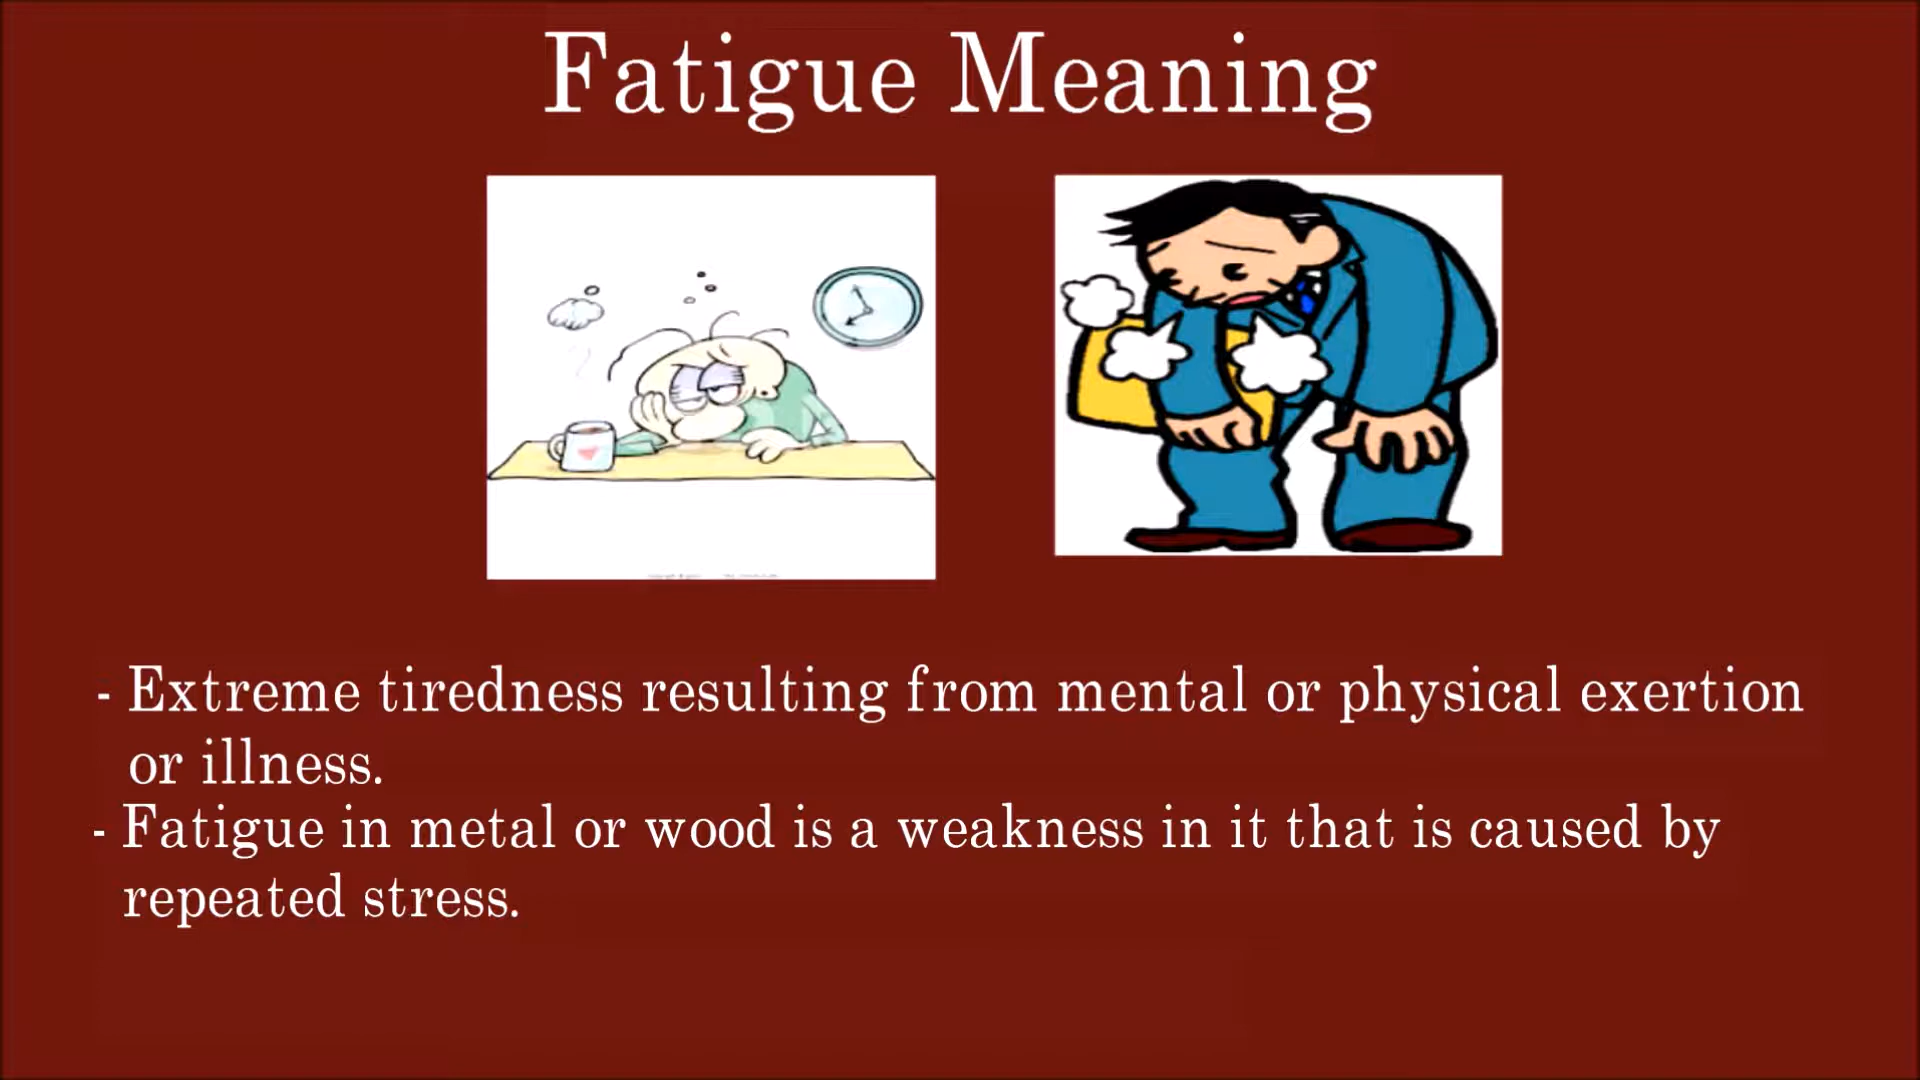 Fatigue Meaning
- Extreme tiredness resulting from mental or physical exertion
or illness.
- Fatigue in metal or wood is a weakness in it that is caused by
repeated stress.